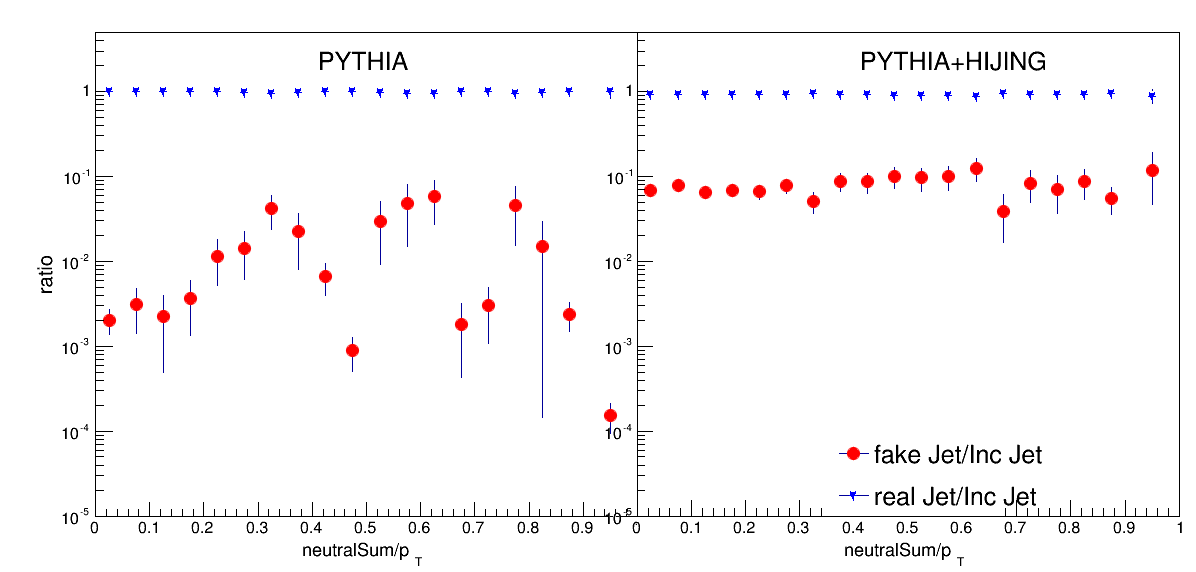 PYTHIA
PYTHIA+HIJING
ratio
1
10-1
10-2
10-3
10-4
10-5
1
10-1
10-2
10-3
10-4
10-5
fake Jet/Inc Jet
real Jet/Inc Jet
0 0.1 0.2 0.3 0.4 0.5 0.6 0.7 0.8 0.9
0 0.1 0.2 0.3 0.4 0.5 0.6 0.7 0.8 0.9 1
neutralSum/p T
neutralSum/p T